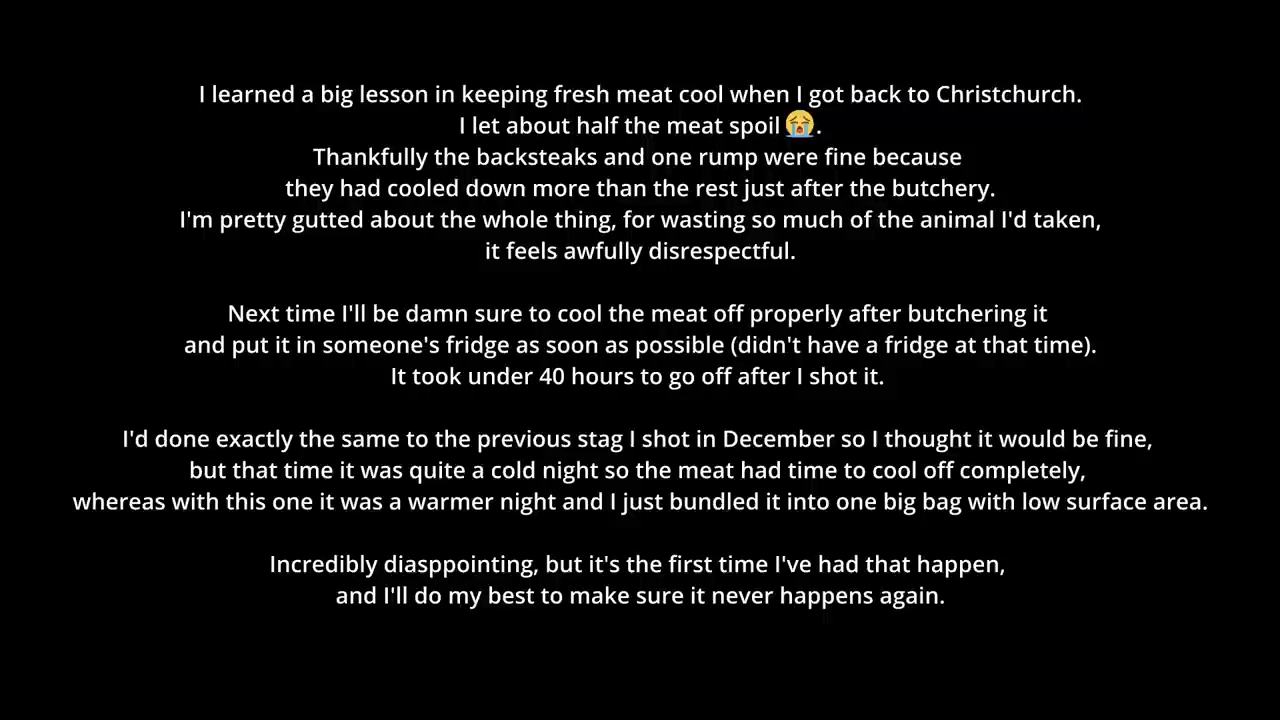 I learned a big lesson in keeping fresh meat cool when I got back to Christchurch.
I let about half the meat spoil 😭.
Thankfully the backsteaks and one rump were fine because
they had cooled down more than the rest just after the butchery.
I'm pretty gutted about the whole thing, for wasting so much of the animal I'd taken,
it feels awfully disrespectful.
Next time I'll be damn sure to cool the meat off properly after butchering it
and put it in someone's fridge as soon as possible (didn't have a fridge at that time).
It took under 40 hours to go off after I shot it.
I'd done exactly the same to the previous stag I shot in December so I thought it would be fine,
but that time it was quite a cold night so the meat had time to cool off completely,
whereas with this one it was a warmer night and I just bundled it into one big bag with low surface area.
Incredibly diasppointing, but it's the first time I've had that happen,
and I'll do my best to make sure it never happens again.